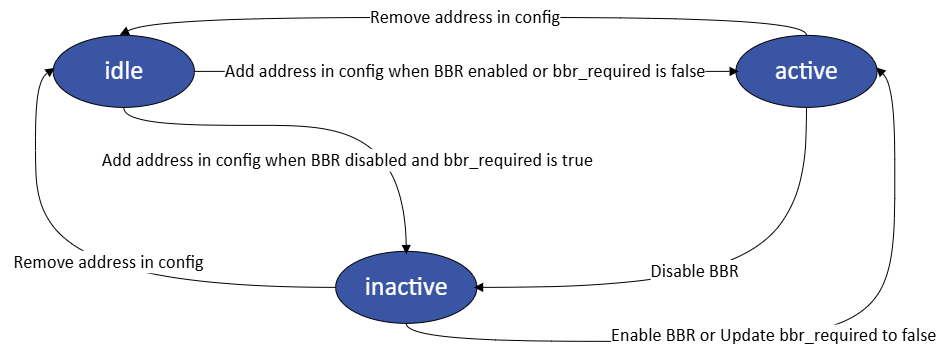 Remove address in config
idle
Add address in config when BBR enabled or bbr_required is false
active
Add address in config when BBR disabled and bbr_required is true
Remove address in config
Disable BBR
inactive
Enable BBR or Update bbr_required to false